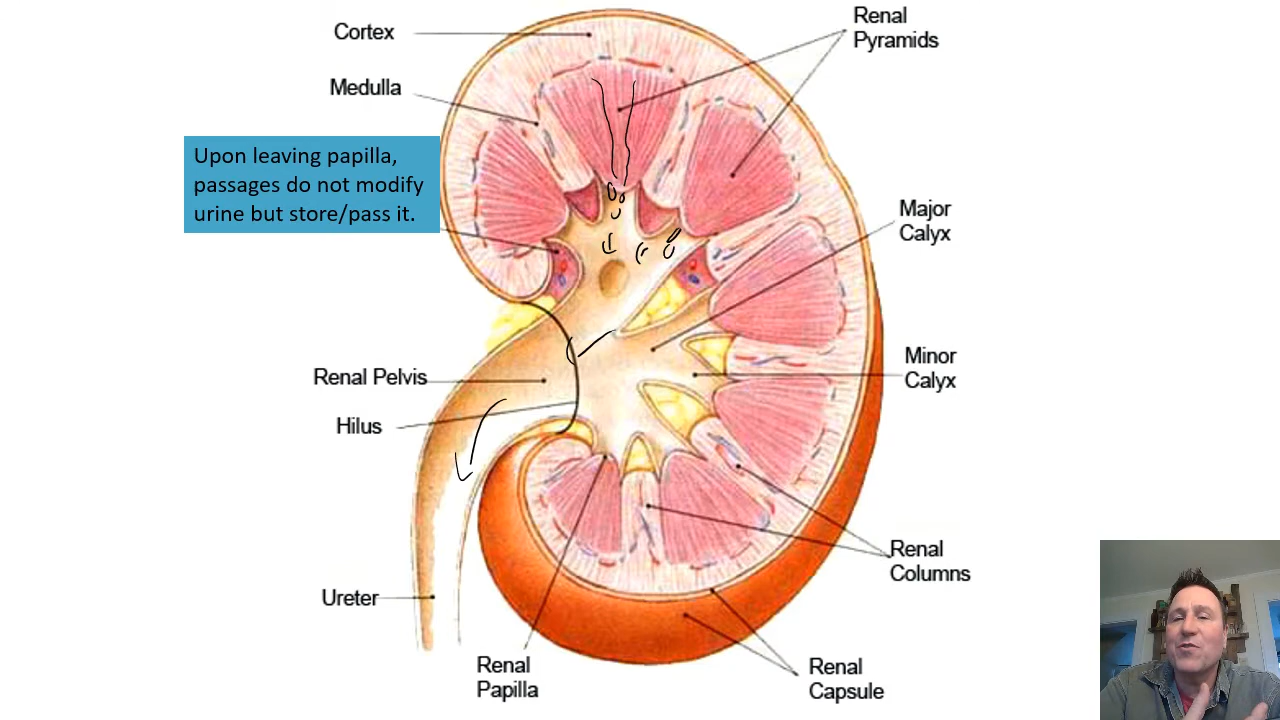 Cortex
Renal
Pyramids
Medulla
Upon leaving papilla,
passages do not modify
urine but store/pass it.
Major
Calyx
Minor
Calyx
Renal Pelvis
Hilus
Renal
Columns
Ureter
Renal
Papilla
Renal
Capsule